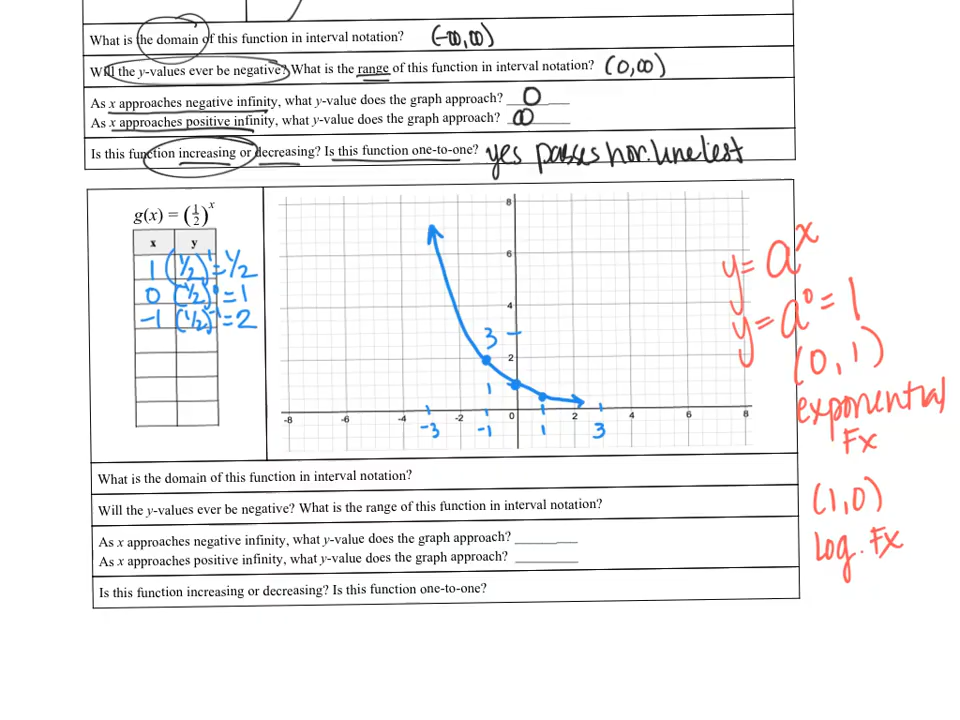 What is the domain of this function in interval notation? (-∞,∞)
Will the y-values ever be negative? What is the range of this function in interval notation? (0,∞)
As x approaches negative infinity, what y-value does the graph approach? 0
As x approaches positive infinity, what y-value does the graph approach? ∞
Is this function increasing or decreasing? Is this function one-to-one? yes passes hor. line test
g(x) = (1/2)^x
x y
1 (1/2)^1 = 1/2
0 (1/2)^0 = 1
-1 (1/2)^-1 = 2
8
6
4
3
2
1
-8 -6 -4 -2 0 2 4 6 8
-3 -1 1 3
y = a^x
y = a^0 = 1
(0, 1)
exponential
Fx
(1, 0)
log. Fx
What is the domain of this function in interval notation?
Will the y-values ever be negative? What is the range of this function in interval notation?
As x approaches negative infinity, what y-value does the graph approach? ________
As x approaches positive infinity, what y-value does the graph approach? ________
Is this function increasing or decreasing? Is this function one-to-one?